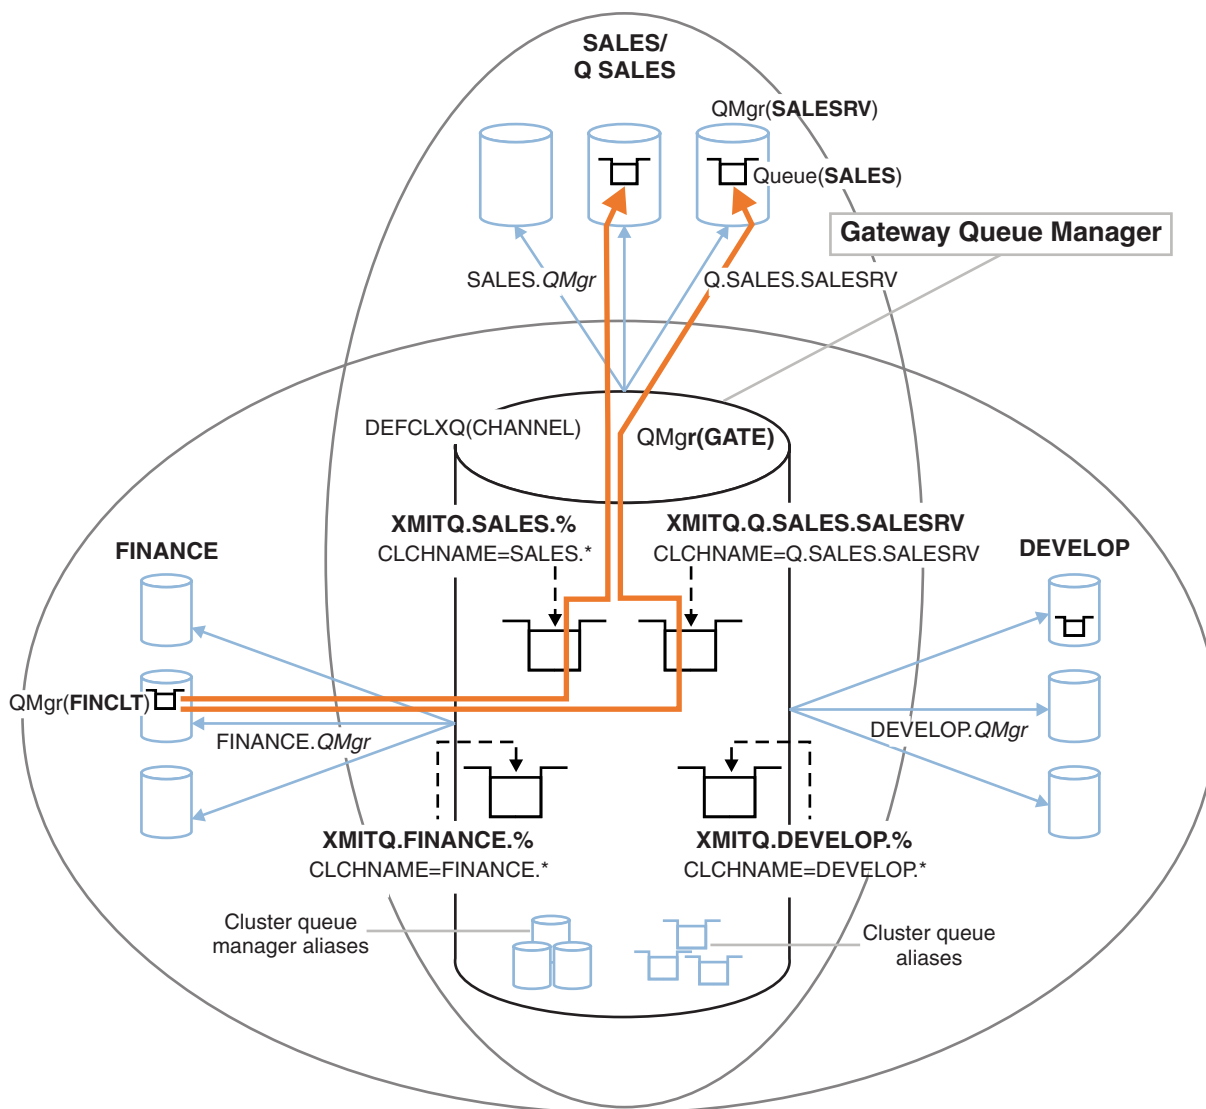 SALES/
Q SALES
QMgr(SALESRV)
Queue(SALES)
Gateway Queue Manager
SALES.QMgr
Q.SALES.SALESRV
DEFCLXQ(CHANNEL)
QMgr(GATE)
XMITQ.SALES.%
CLCHNAME=SALES.*
XMITQ.Q.SALES.SALESRV
CLCHNAME=Q.SALES.SALESRV
FINANCE
DEVELOP
QMgr(FINCLT)
FINANCE.QMgr
DEVELOP.QMgr
XMITQ.FINANCE.%
CLCHNAME=FINANCE.*
XMITQ.DEVELOP.%
CLCHNAME=DEVELOP.*
Cluster queue
manager aliases
Cluster queue
aliases